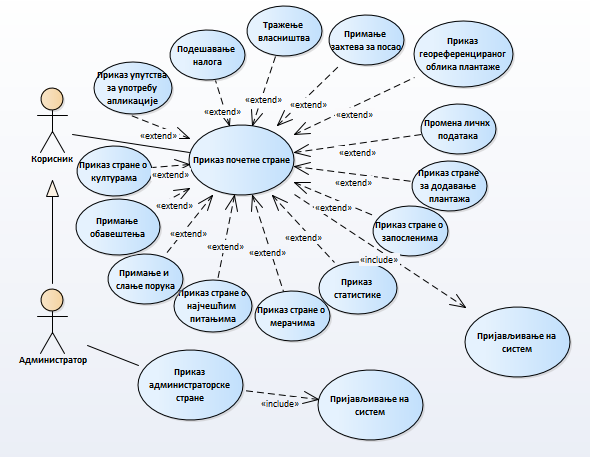 Тражење
власништва
Примање
захтева за посао
Приказ
геореференцираног
облика плантаже
Подешавање
налога
Приказ упутства
за употребу
апликације
«extend»
«extend»
«extend»
«extend»
«extend»
Промена личнх
података
«extend»
Корисник
Приказ почетне стране
Приказ стране о
културама
«extend»
Приказ стране
за додавање
плантажа
«extend»
Примање
обавештења
«extend»
«extend»
Приказ стране о
запосленима
«extend»
«extend»
«extend»
«extend»
«include»
Примање и
слање порука
Приказ стране о
најчешћим
питањима
Приказ стране о
мерачима
Приказ
статистике
Пријављивање на
систем
Администратор
Приказ
администраторске
стране
«include»
Пријављивање на
систем